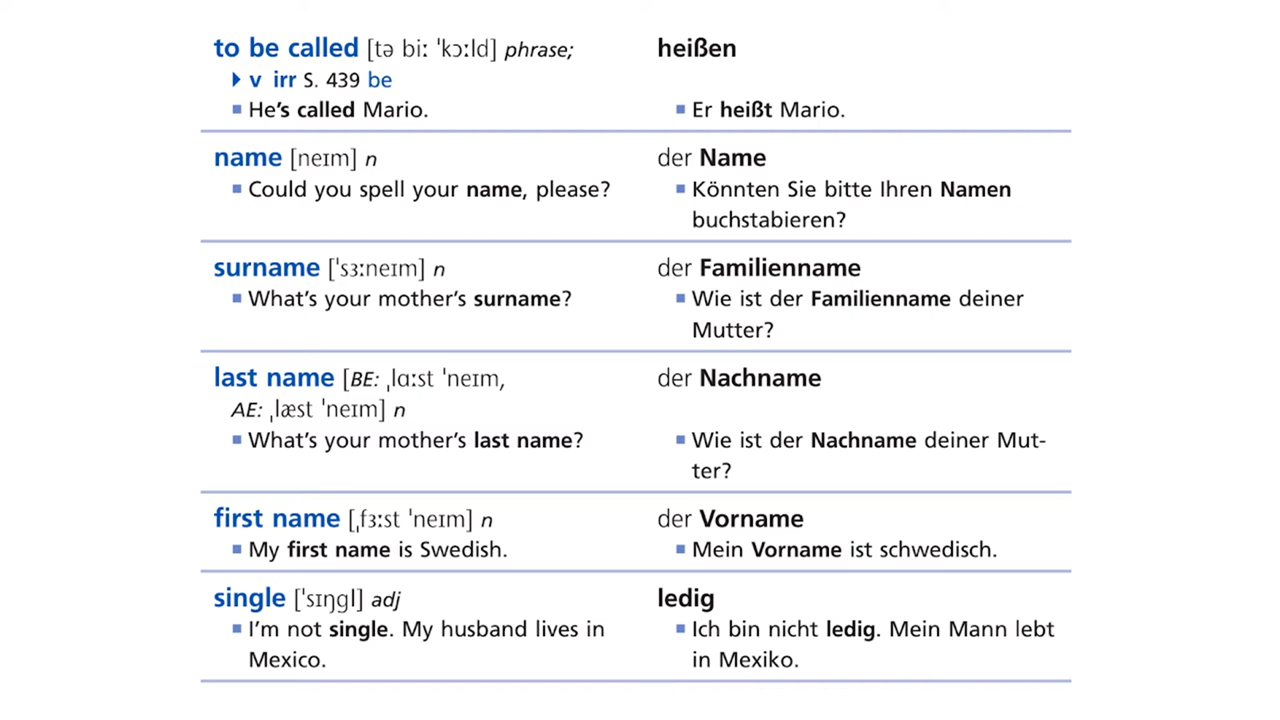 to be called [tə biː ˈkɔːld] phrase;
▸ v irr S. 439 be
▪ He's called Mario.
heißen
▪ Er heißt Mario.
name [neɪm] n
▪ Could you spell your name, please?
der Name
▪ Könnten Sie bitte Ihren Namen
buchstabieren?
surname [ˈsɜːneɪm] n
▪ What's your mother's surname?
der Familienname
▪ Wie ist der Familienname deiner
Mutter?
last name [BE: ˌlɑːst ˈneɪm,
AE: ˌlæst ˈneɪm] n
▪ What's your mother's last name?
der Nachname
▪ Wie ist der Nachname deiner Mut-
ter?
first name [ˌfɜːst ˈneɪm] n
▪ My first name is Swedish.
der Vorname
▪ Mein Vorname ist schwedisch.
single [ˈsɪŋgl] adj
▪ I'm not single. My husband lives in
Mexico.
ledig
▪ Ich bin nicht ledig. Mein Mann lebt
in Mexiko.